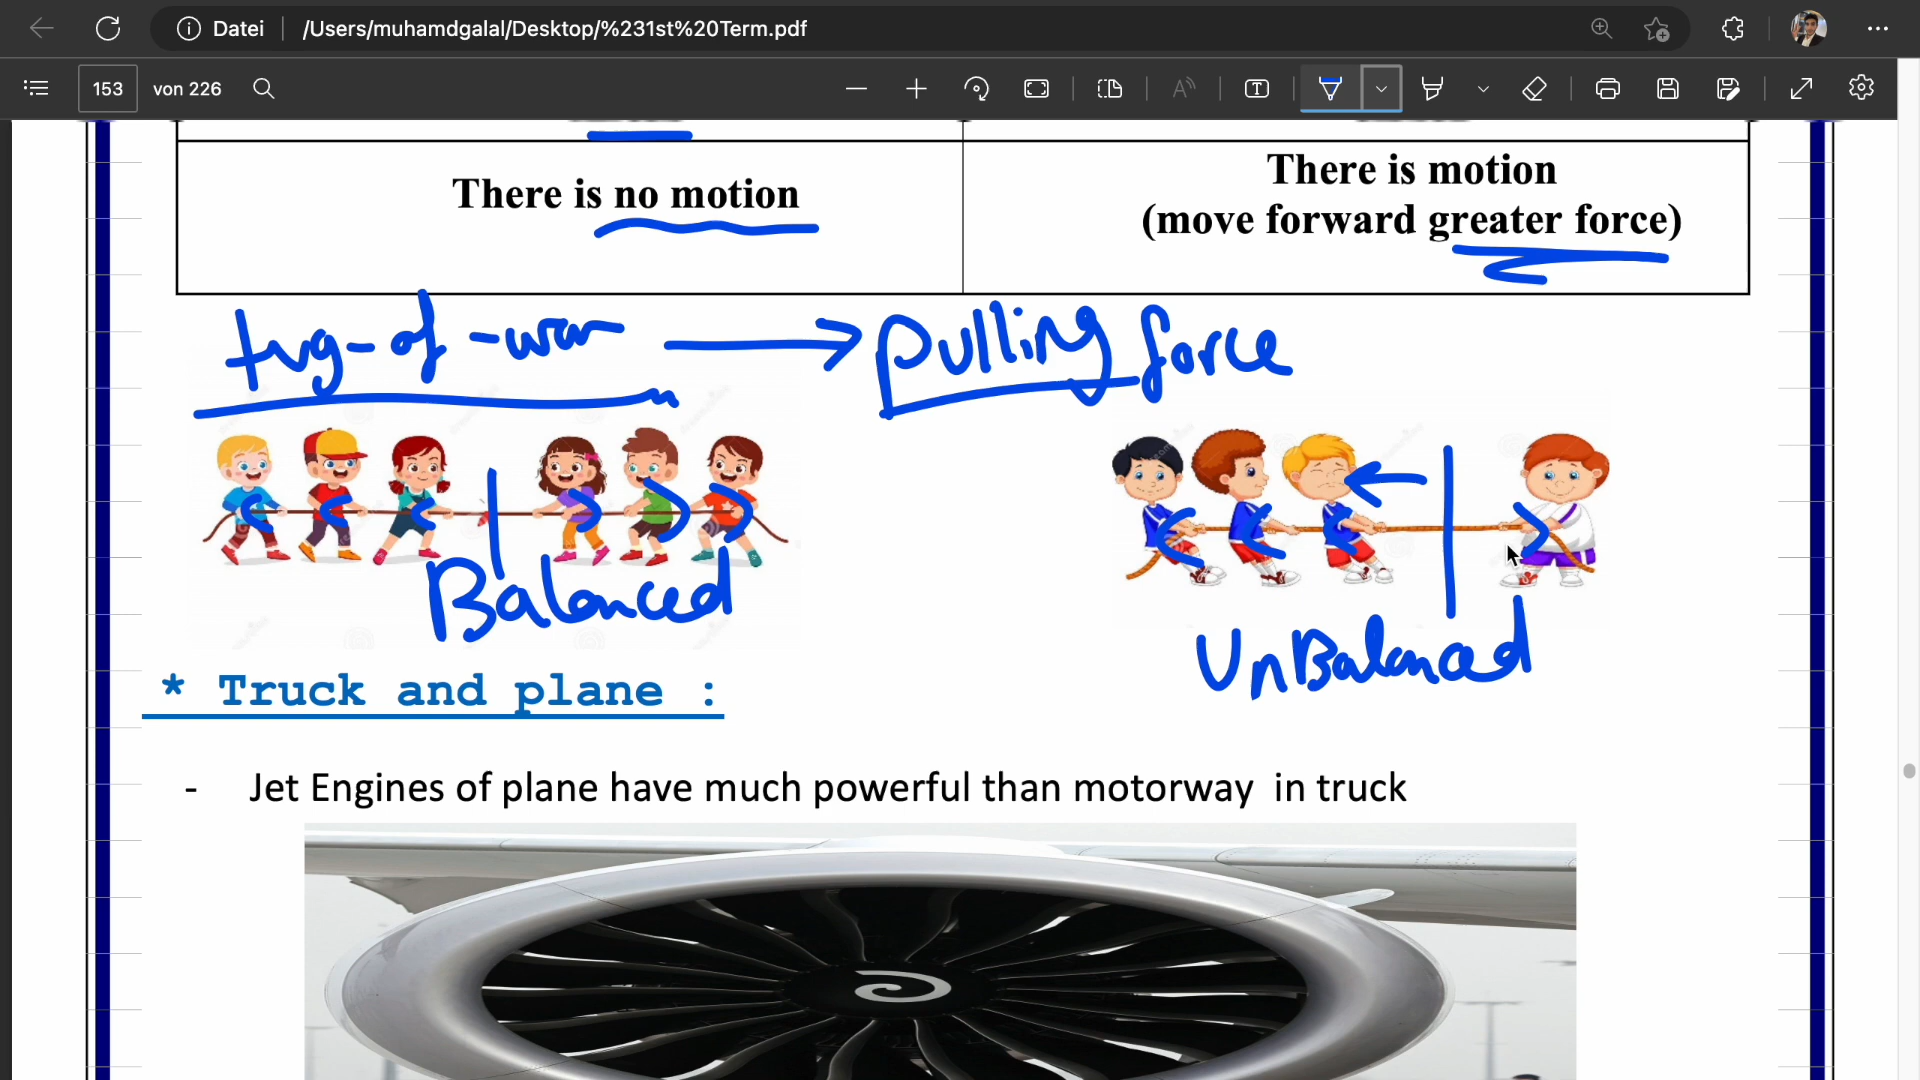 Datei /Users/muhamdgalal/Desktop/%231st%20Term.pdf
153 von 226
There is no motion
There is motion
(move forward greater force)
tug-of-war → pulling force
Balanced
UnBalanced
* Truck and plane :
- Jet Engines of plane have much powerful than motorway in truck